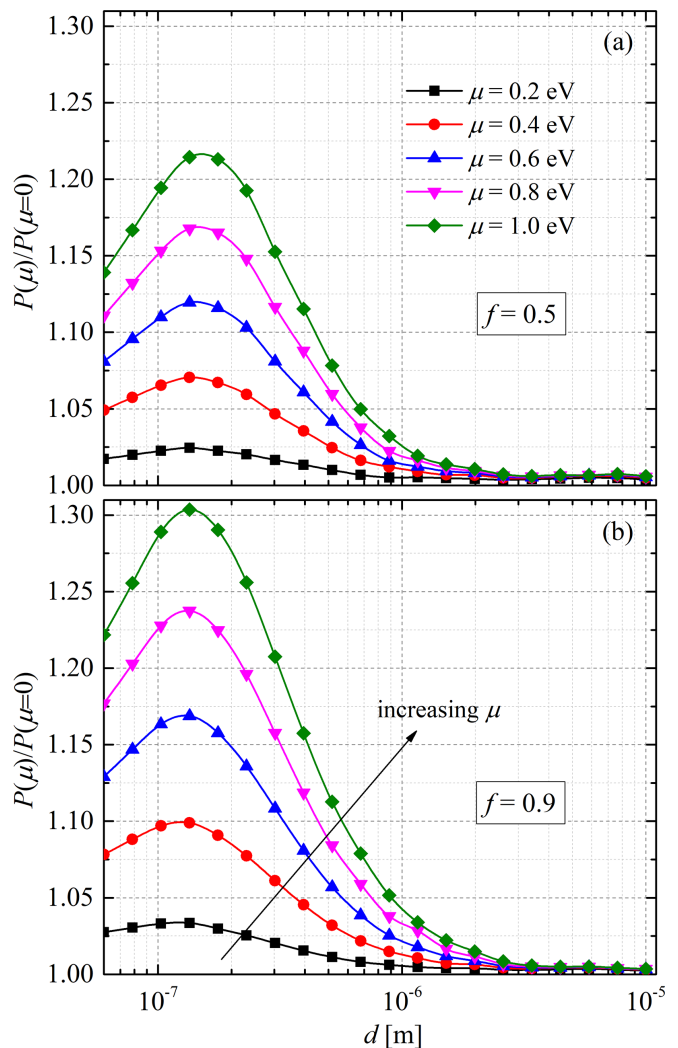 1.30
(a)
μ = 0.2 eV
1.25
μ = 0.4 eV
μ = 0.6 eV
1.20
μ = 0.8 eV
μ = 1.0 eV
P(μ)/P(μ=0)
1.15
f = 0.5
1.10
1.05
1.00
1.30
(b)
1.25
1.20
increasing μ
P(μ)/P(μ=0)
1.15
f = 0.9
1.10
1.05
1.00
10⁻⁷
10⁻⁶
10⁻⁵
d [m]